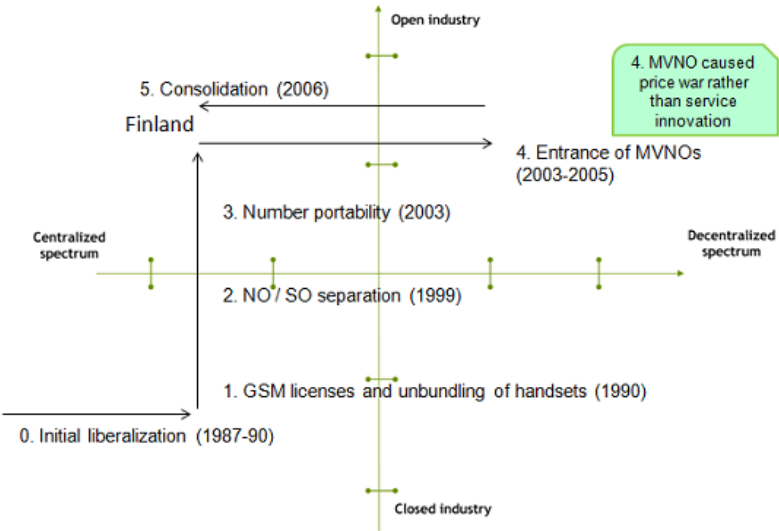 Open industry
4. MVNO caused
price war rather
than service
innovation
5. Consolidation (2006)
Finland
4. Entrance of MVNOs
(2003-2005)
3. Number portability (2003)
Centralized
spectrum
Decentralized
spectrum
2. NO / SO separation (1999)
1. GSM licenses and unbundling of handsets (1990)
0. Initial liberalization (1987-90)
Closed industry